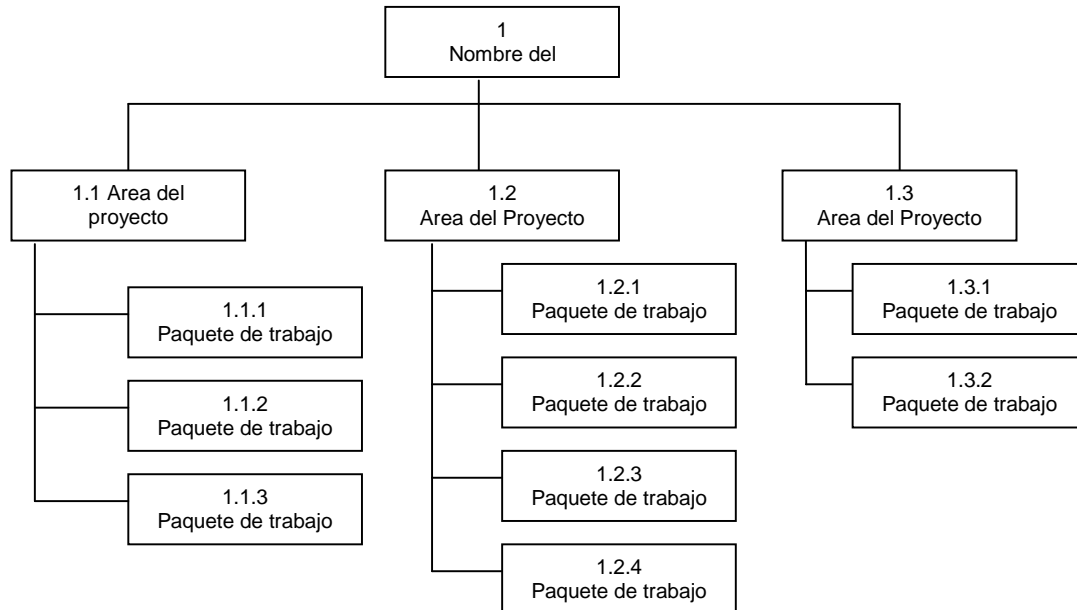 1
Nombre del
1.1 Area del
proyecto
1.2
Area del Proyecto
1.3
Area del Proyecto
1.1.1
Paquete de trabajo
1.1.2
Paquete de trabajo
1.1.3
Paquete de trabajo
1.2.1
Paquete de trabajo
1.2.2
Paquete de trabajo
1.2.3
Paquete de trabajo
1.2.4
Paquete de trabajo
1.3.1
Paquete de trabajo
1.3.2
Paquete de trabajo